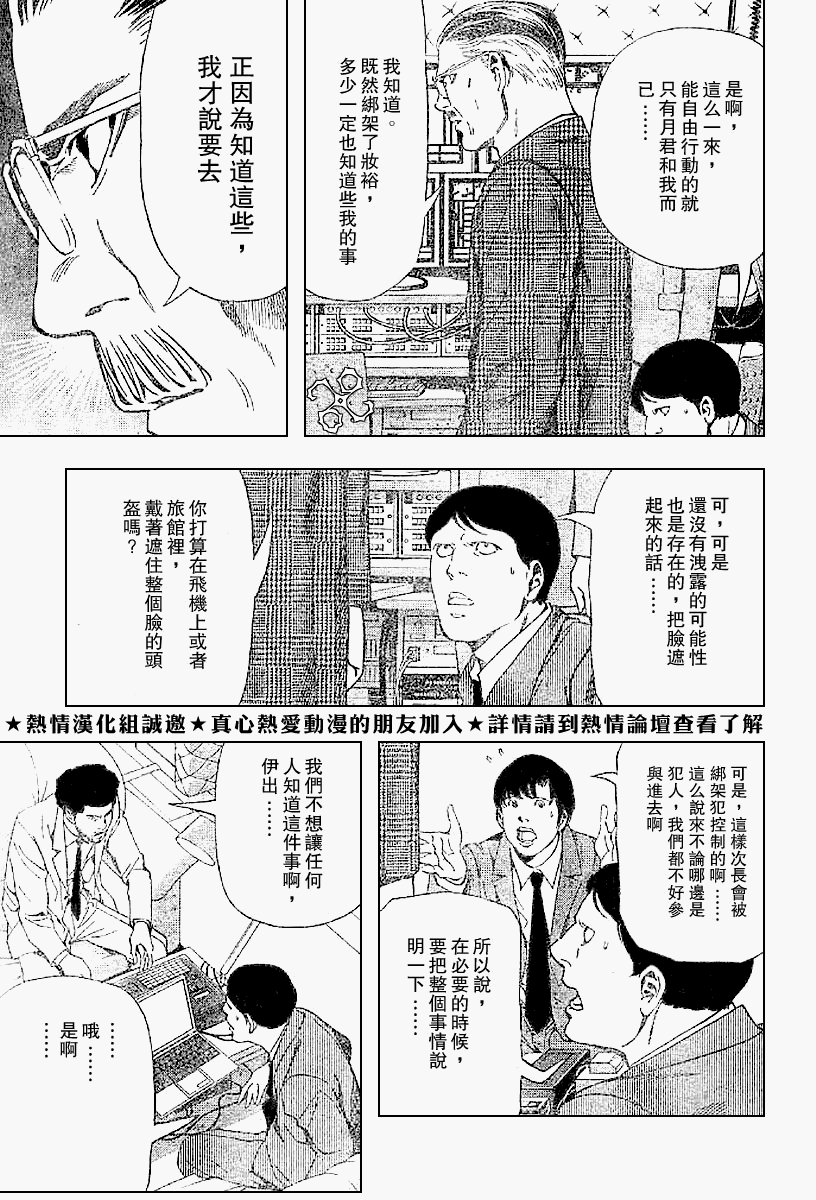 是啊，
這么一來，
能自由行動的就
只有月君和我而
已……
我知道。
既然綁架了妝裕，
多少一定也知道些我的事
正因為知道這些，
我才說要去
可，可是
還沒有洩露的可能性
也是存在的，把臉遮
起來的話……
你打算在飛機上或者
旅館裡，
戴著遮住整個臉的頭
盔嗎？
★熱情漢化組誠邀★真心熱愛動漫的朋友加入★詳情請到熱情論壇查看了解
可是，這樣次長會被
綁架犯控制的啊……
這么說來不論哪邊是
犯人，我們都不好參
與進去啊
所以說，
在必要的時候，
要把整個事情說
明一下……
我們不想讓任何
人知道這件事啊，
伊出……
……
哦……
是啊……